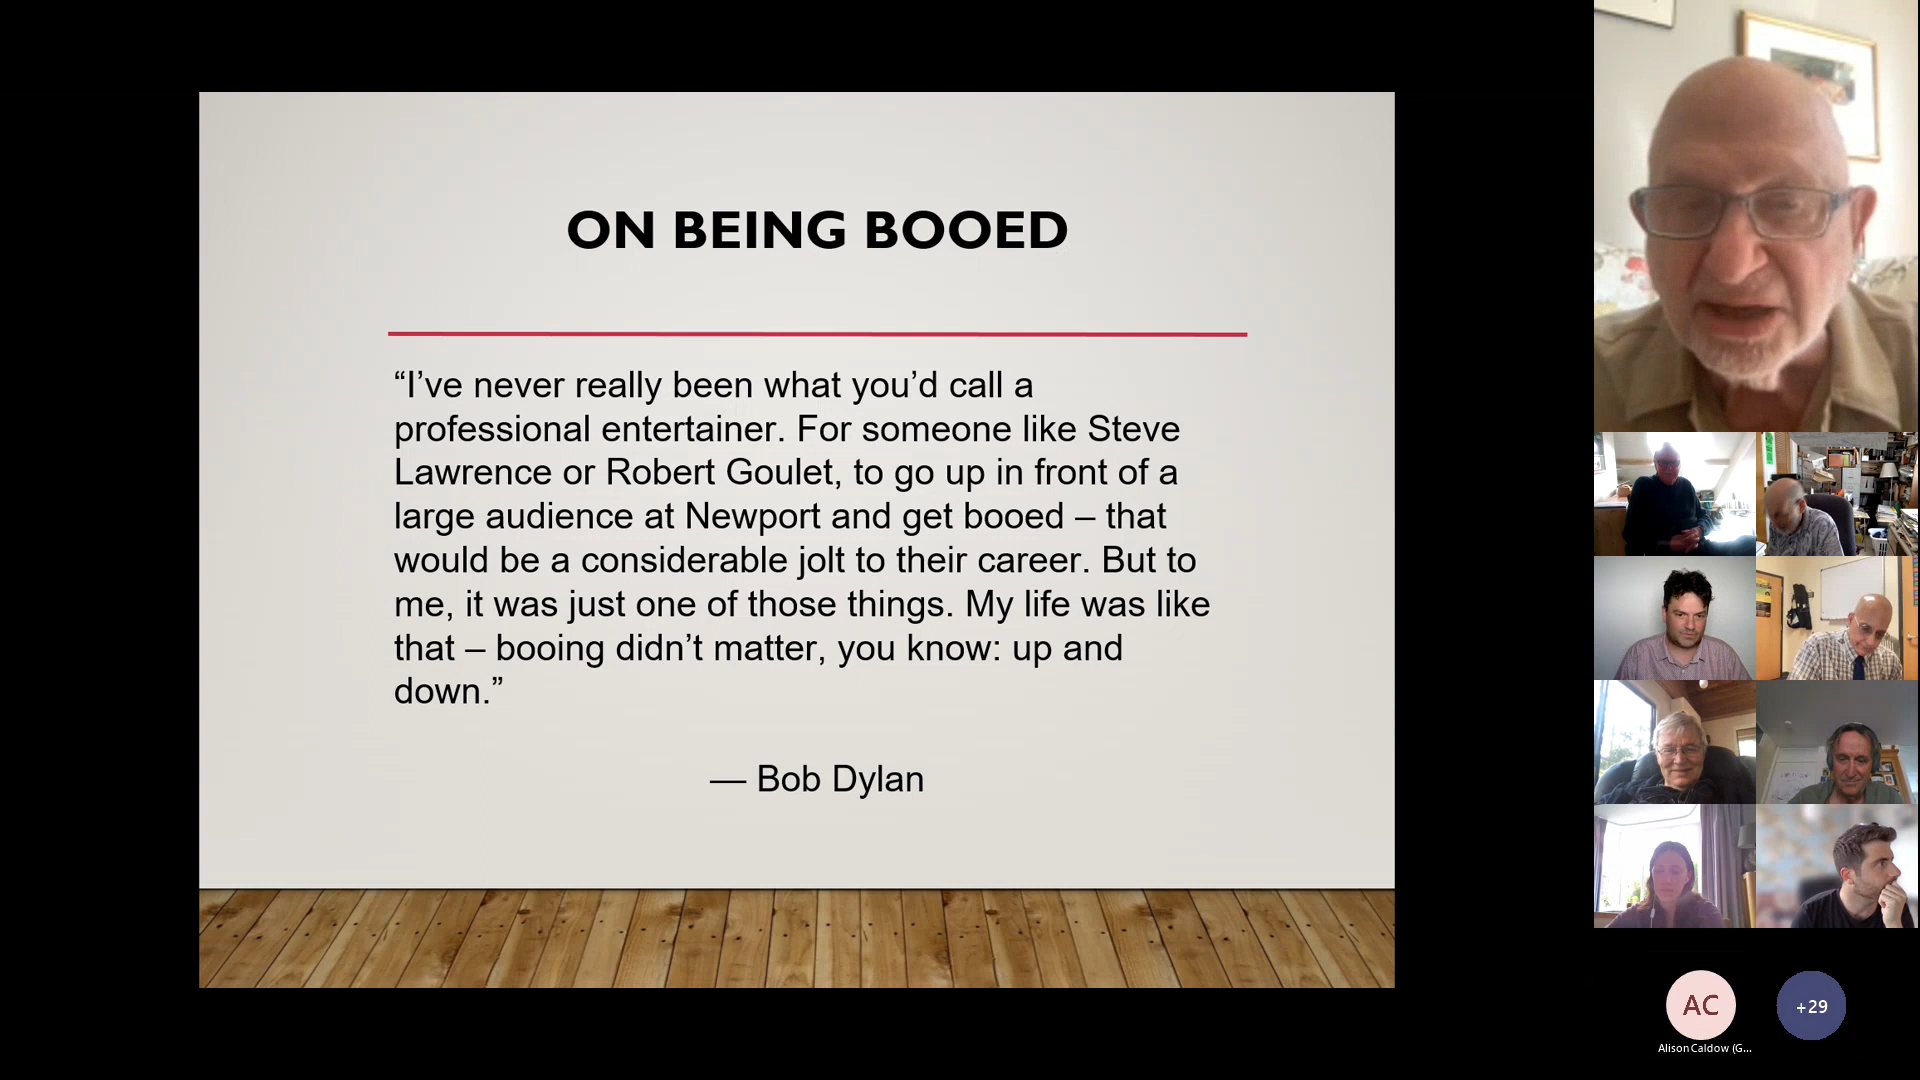 ON BEING BOOED
“I’ve never really been what you’d call a
professional entertainer. For someone like Steve
Lawrence or Robert Goulet, to go up in front of a
large audience at Newport and get booed – that
would be a considerable jolt to their career. But to
me, it was just one of those things. My life was like
that – booing didn’t matter, you know: up and
down.”
— Bob Dylan
AC
+29
Alison Caldow (G...